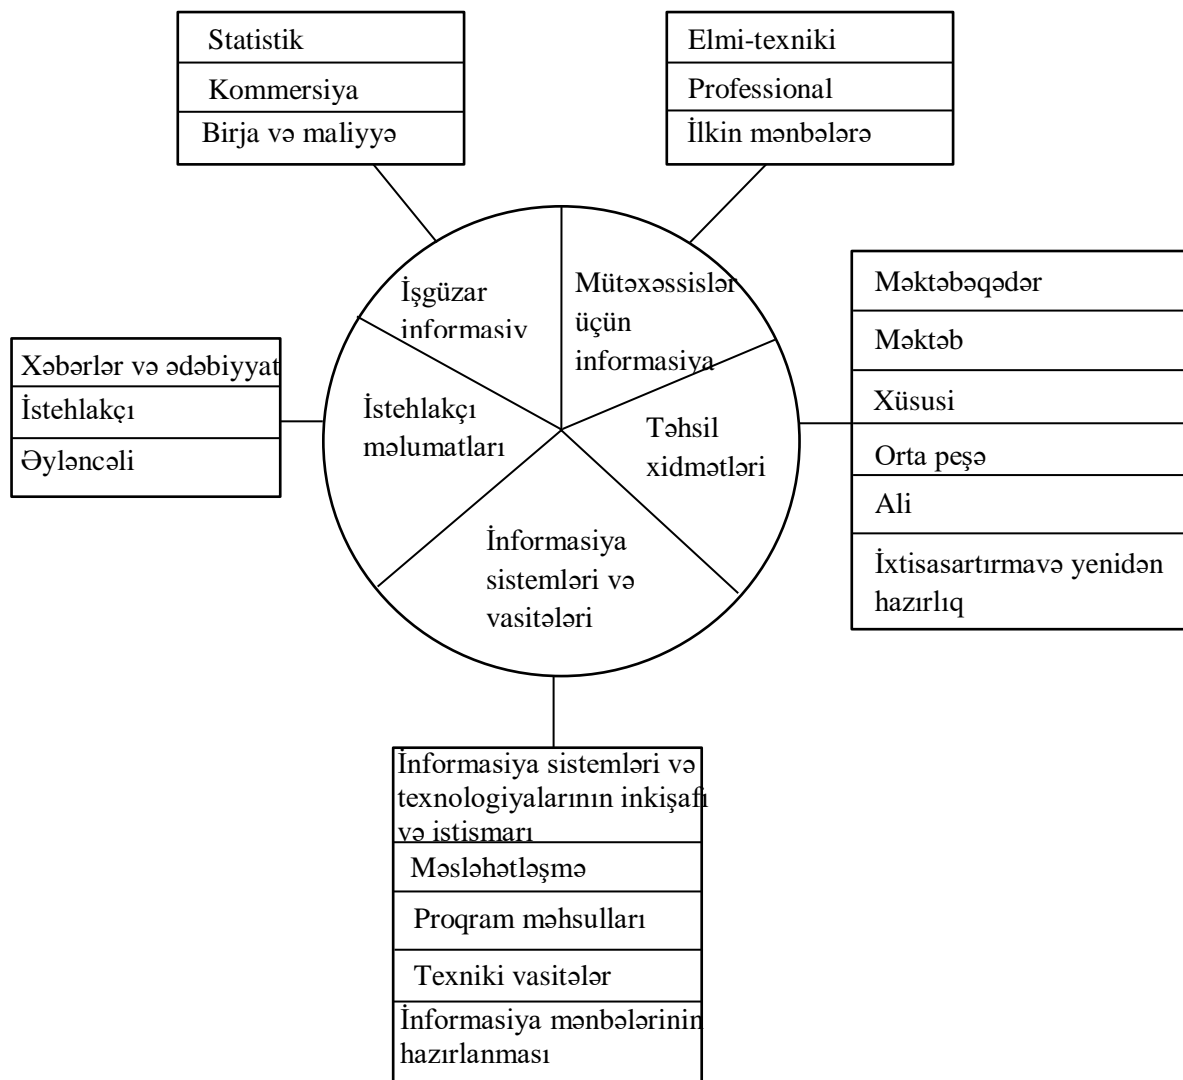 Statistik
Kommersiya
Birja və maliyyə
Elmi-texniki
Professional
İlkin mənbələrə
İşgüzar
informasiy
Mütəxəssislər
üçün
informasiya
Məktəbəqədər
Məktəb
Xüsusi
Orta peşə
Ali
İxtisasartırmavə yenidən
hazırlıq
Xəbərlər və ədəbiyyat
İstehlakçı
Əyləncəli
İstehlakçı
məlumatları
Təhsil
xidmətləri
İnformasiya
sistemləri və
vasitələri
İnformasiya sistemləri və
texnologiyalarının inkişafı
və istismarı
Məsləhətləşmə
Proqram məhsulları
Texniki vasitələr
İnformasiya mənbələrinin
hazırlanması